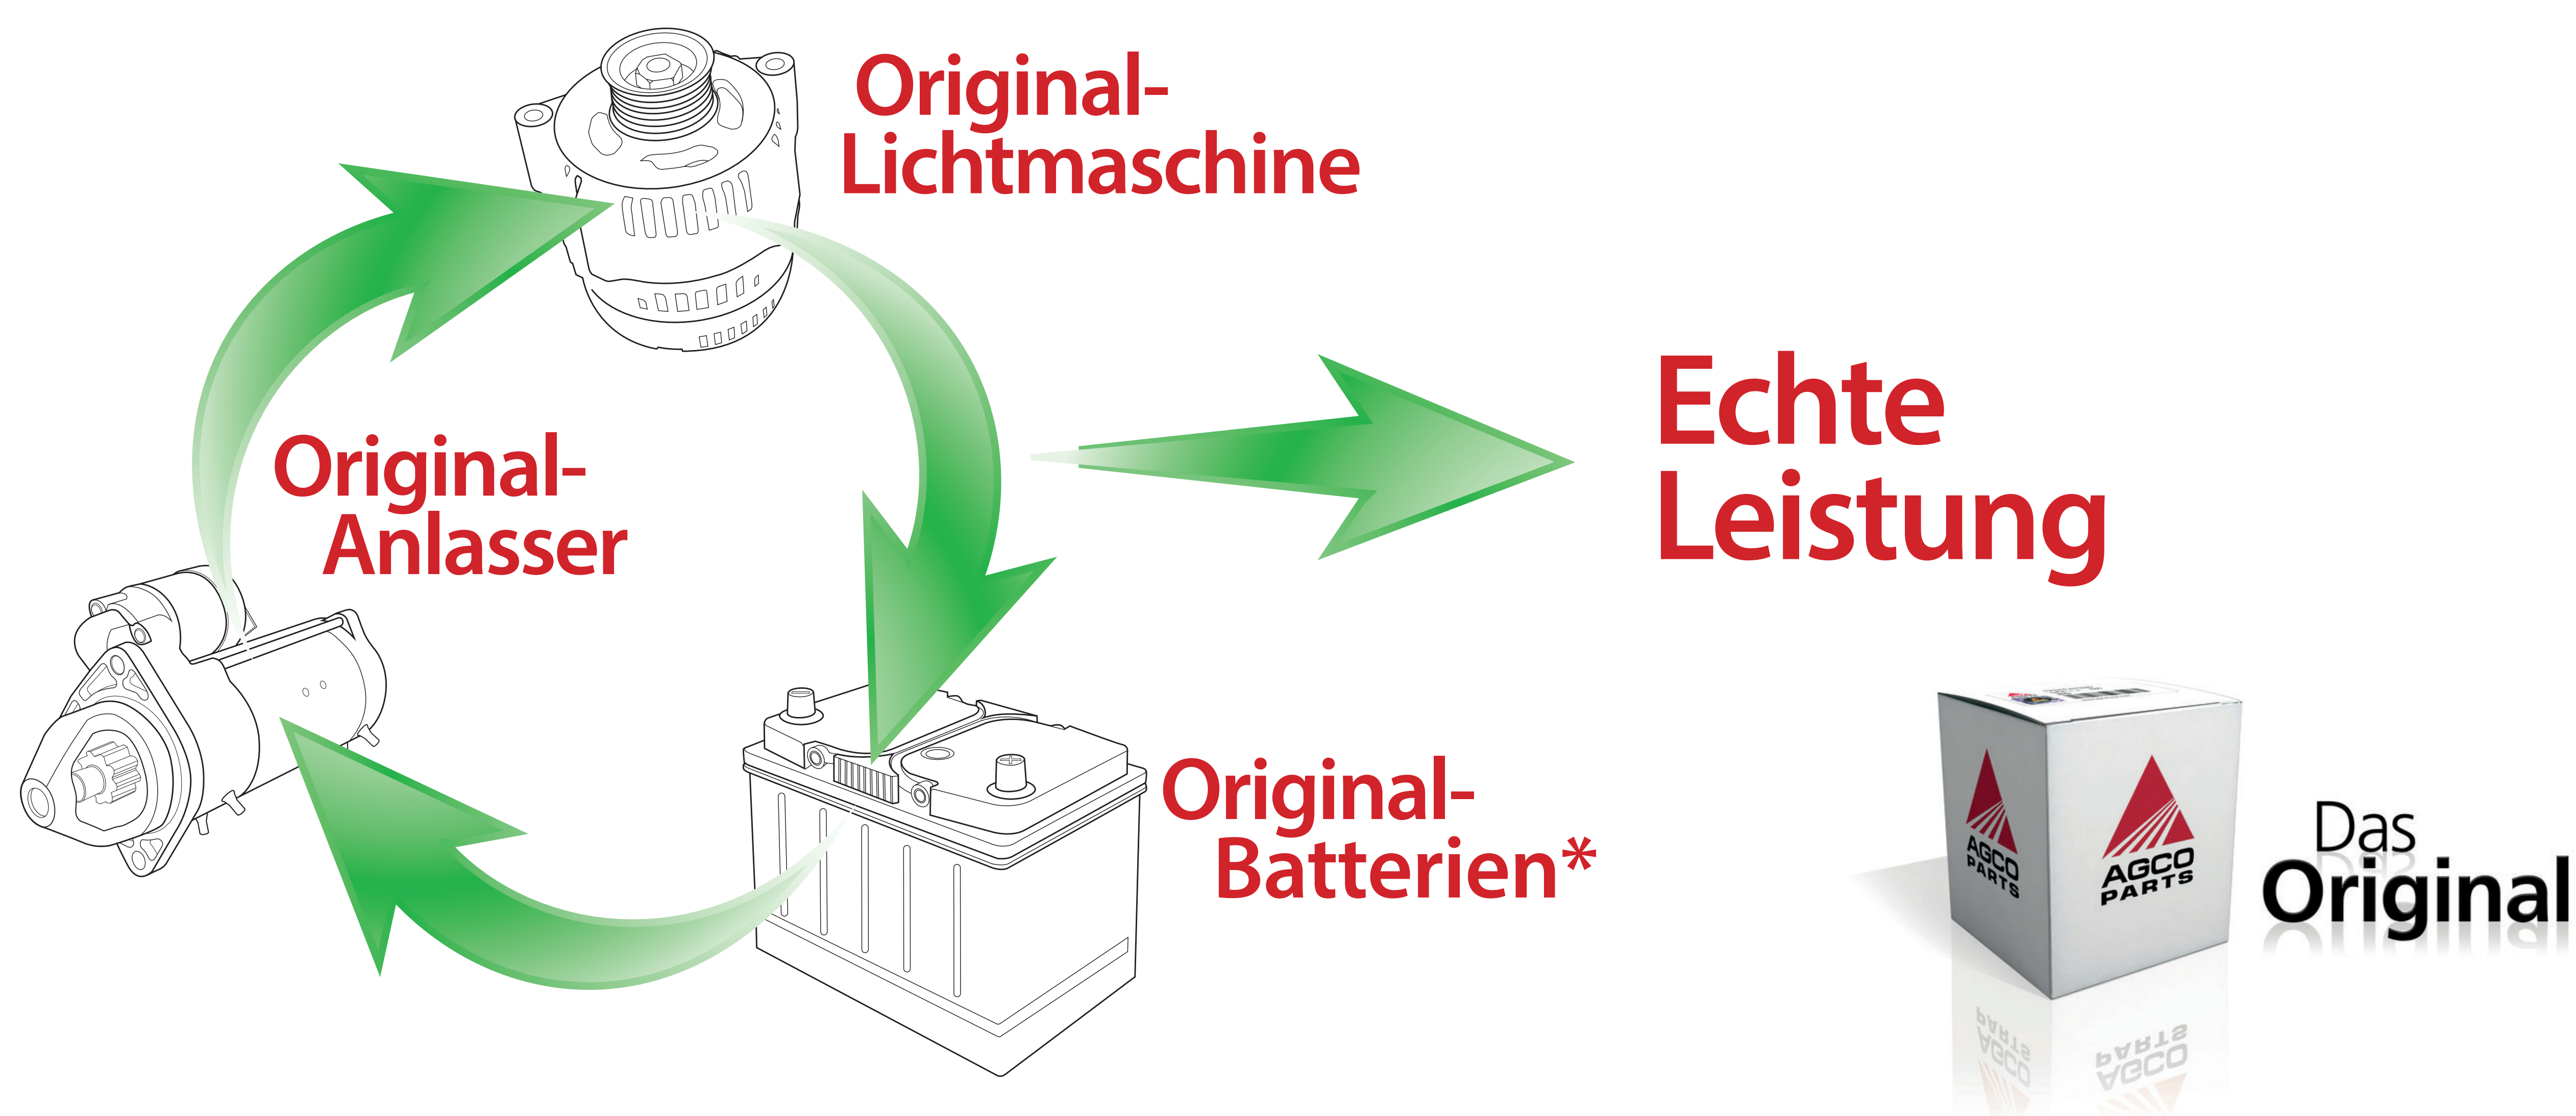 Original-
Lichtmaschine
Original-
Anlasser
Echte
Leistung
Original-
Batterien*
AGCO
PARTS
AGCO
PARTS
Das
Original